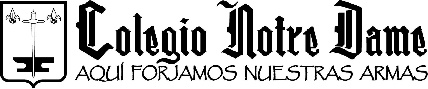 Colegio Notre Dame
AQUÍ FORJAMOS NUESTRAS ARMAS